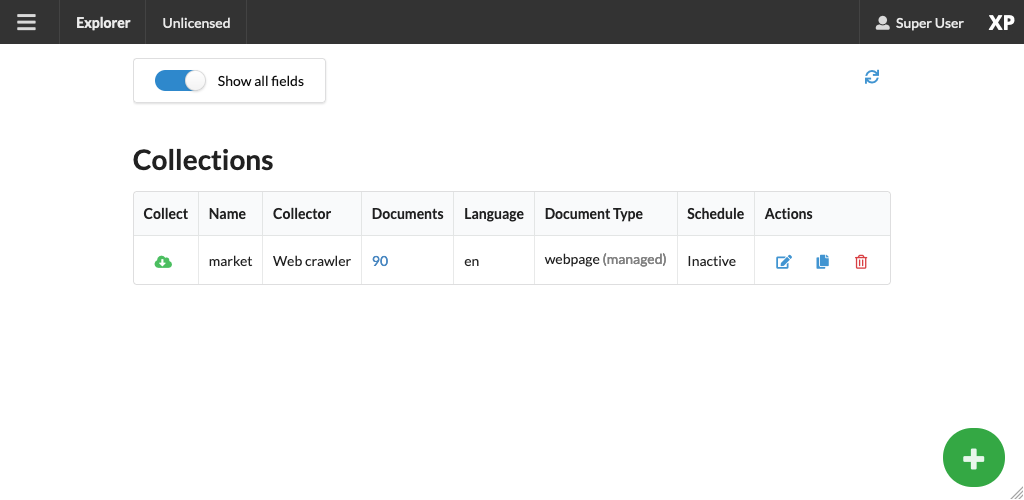 Explorer Unlicensed Super User XP
Show all fields
Collections
Collect Name Collector Documents Language Document Type Schedule Actions
market Web crawler 90 en webpage (managed) Inactive